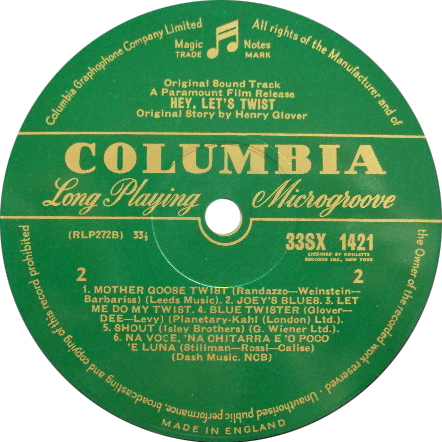 Columbia Graphophone Company Limited
All rights of the Manufacturer and of
the Owner of the recorded work reserved - Unauthorised public performance, broadcasting and copying of this record prohibited
Magic Notes
TRADE MARK
Original Sound Track
A Paramount Film Release
HEY, LET'S TWIST
Original Story by Henry Glover
COLUMBIA
Long Playing Microgroove
(RLP272B) 33⅓
33SX 1421
LICENSED BY ROULETTE
RECORDS INC., NEW YORK
2 2
1. MOTHER GOOSE TWIST (Randazzo—Weinstein—
Barbariss) (Leeds Music). 2. JOEY'S BLUES. 3. LET
ME DO MY TWIST. 4. BLUE TWISTER (Glover—
DEE—Levy) (Planetary-Kahl (London) Ltd.).
5. SHOUT (Isley Brothers) (G. Wiener Ltd.).
6. NA VOCE, 'NA CHITARRA E 'O POCO
'E LUNA (Stillman—Rossi—Calise)
(Dash Music. NCB)
MADE IN ENGLAND